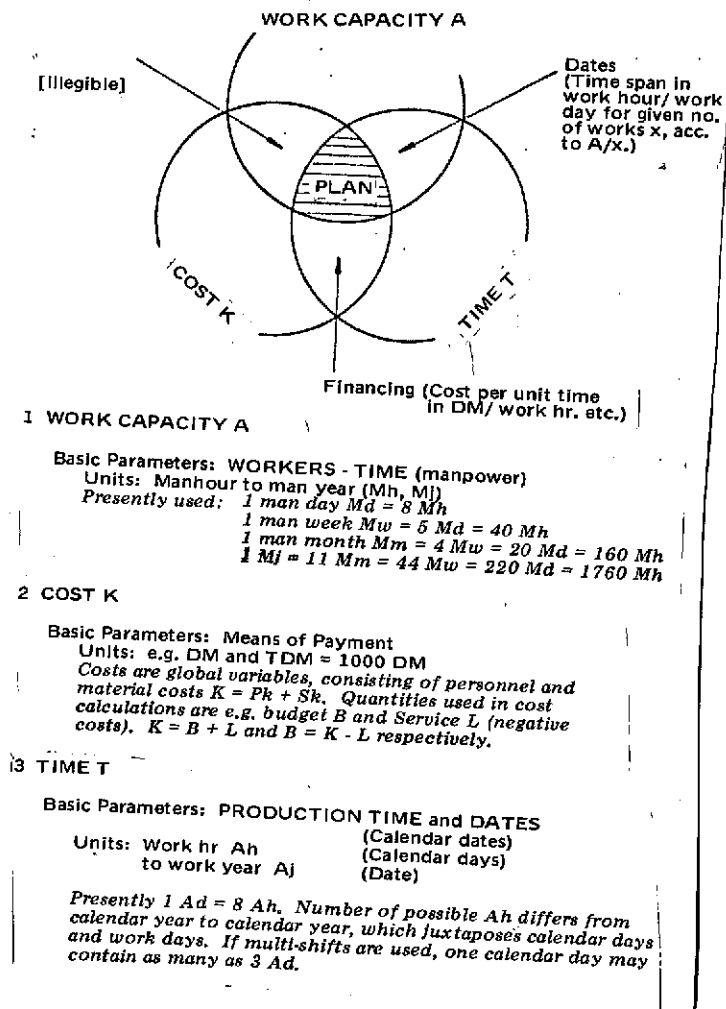 WORK CAPACITY A
[Illegible]
Dates
(Time span in
work hour/ work
day for given no.
of works x, acc.
to A/x.)
PLAN
COST K
TIME T
Financing (Cost per unit time
in DM/ work hr. etc.)
1 WORK CAPACITY A
Basic Parameters: WORKERS - TIME (manpower)
Units: Manhour to man year (Mh, Mj)
Presently used: 1 man day Md = 8 Mh
1 man week Mw = 5 Md = 40 Mh
1 man month Mm = 4 Mw = 20 Md = 160 Mh
1 Mj = 11 Mm = 44 Mw = 220 Md = 1760 Mh
2 COST K
Basic Parameters: Means of Payment
Units: e.g. DM and TDM = 1000 DM
Costs are global variables, consisting of personnel and
material costs K = Pk + Sk. Quantities used in cost
calculations are e.g. budget B and Service L (negative
costs). K = B + L and B = K - L respectively.
3 TIME T
Basic Parameters: PRODUCTION TIME and DATES
(Calendar dates)
Units: Work hr Ah (Calendar days)
to work year Aj (Date)
Presently 1 Ad = 8 Ah. Number of possible Ah differs from
calendar year to calendar year, which juxtaposes calendar days
and work days. If multi-shifts are used, one calendar day may
contain as many as 3 Ad.